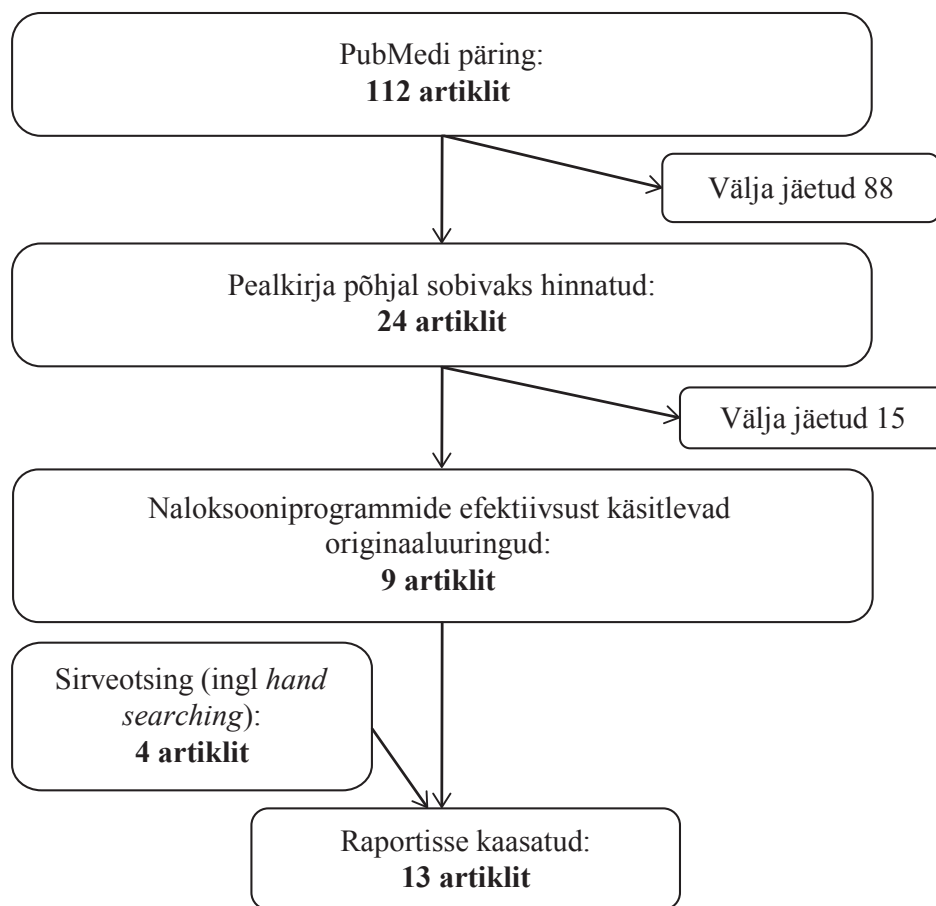 PubMedi päring:
112 artiklit
Välja jäetud 88
Pealkirja põhjal sobivaks hinnatud:
24 artiklit
Välja jäetud 15
Naloksooniprogrammide efektiivsust käsitlevad
originaaluuringud:
9 artiklit
Sirveotsing (ingl hand
searching):
4 artiklit
Raportisse kaasatud:
13 artiklit